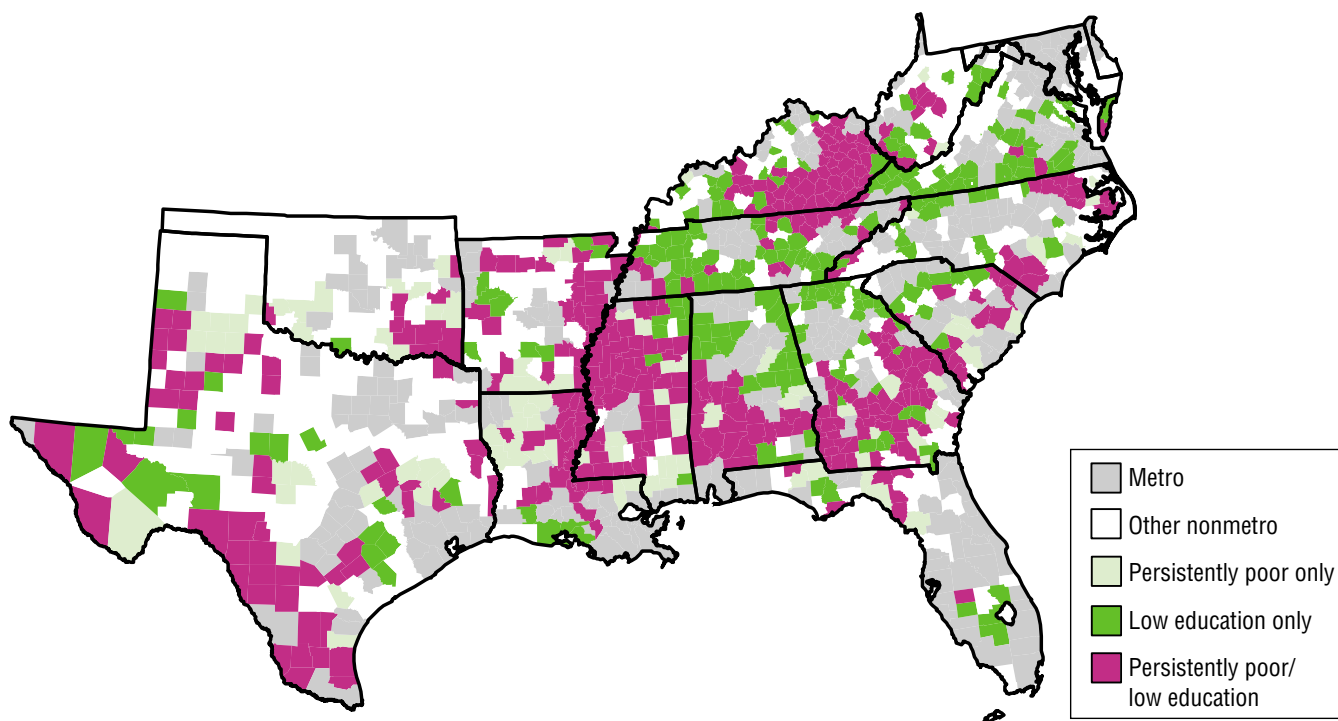 Metro
Other nonmetro
Persistently poor only
Low education only
Persistently poor/
low education